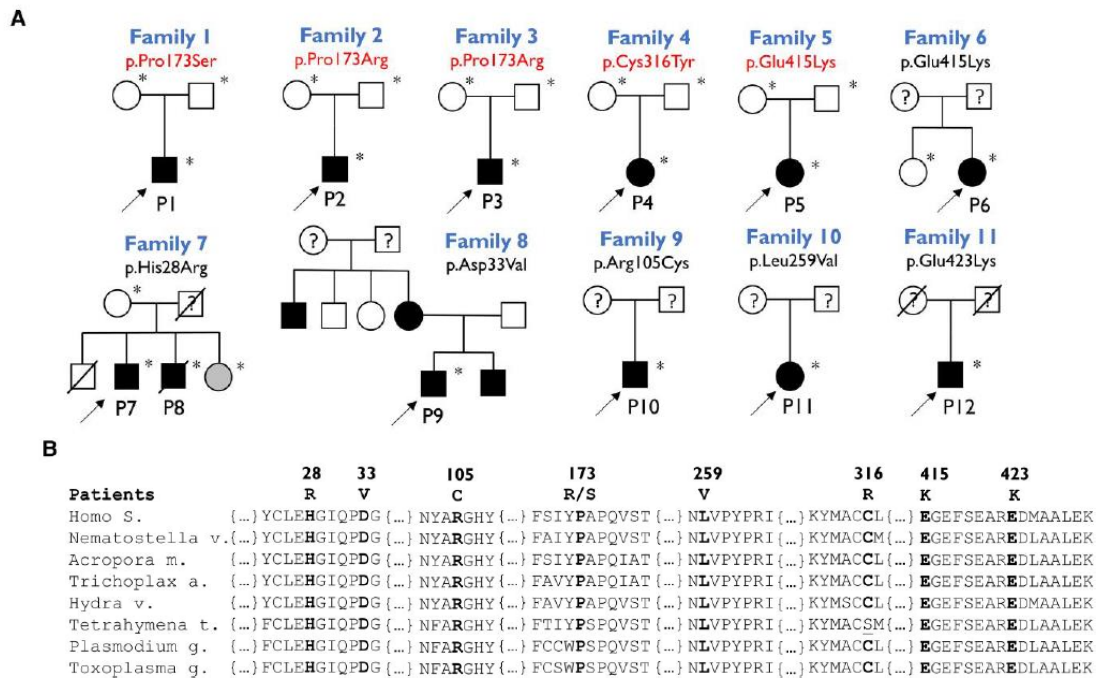 A
Family 1 Family 2 Family 3 Family 4 Family 5 Family 6
p.Pro173Ser p.Pro173Arg p.Pro173Arg p.Cys316Tyr p.Glu415Lys p.Glu415Lys
* * * * * * * * * * ? ?
* * * * * * *
P1 P2 P3 P4 P5 P6
Family 7 Family 8 Family 9 Family 10 Family 11
p.His28Arg p.Asp33Val p.Arg105Cys p.Leu259Val p.Glu423Lys
* ? ? ? ? ? ? ? ? ?
* * * * * * *
P7 P8 P9 P10 P11 P12
B
28 33 105 173 259 316 415 423
Patients R V C R/S V R K K
Homo S. {…}YCLEHGIQPDG{…} NYARGHY{…} FSIYPAPQVST{…}NLVPYPRI{…}KYMACCL{…}EGEFSEAREDMAALEK
Nematostella v.{…}YCLEHGIQPDG{…} NYARGHY{…} FAIYPAPQVST{…}NLVPYPRI{…}KYMACCM{…}EGEFSEAREDLAALEK
Acropora m. {…}YCLEHGIQPDG{…} NYARGHY{…} FSIYPAPQIAT{…}NLVPYPRI{…}KYMACCL{…}EGEFSEAREDLAALEK
Trichoplax a. {…}YCLEHGIQPDG{…} NYARGHY{…} FAVYPAPQIAT{…}NLVPYPRI{…}KYMACCL{…}EGEFSEAREDLAALEK
Hydra v. {…}YCLEHGIQPDG{…} NYARGHY{…} FAVYPAPQVST{…}NLVPYPRI{…}KYMSCCL{…}EGEFSEAREDMAALEK
Tetrahymena t. {…}YCLEHGIQPDG{…} NYARGHY{…} FTIYPAPQVST{…}NLVPYPRI{…}KYMACSM{…}EGEFSEAREDLAALEK
Plasmodium g. {…}FCLEHGIQPDG{…} NFARGHY{…} FCCWPSPQVST{…}NLVPYPRI{…}KYMACCL{…}EGEFSEAREDLAALEK
Toxoplasma g. {…}FCLEHGIQPDG{…} NFARGHY{…} FCSWPSPQVST{…}NLVPYPRI{…}KYMACCL{…}EGEFSEAREDLAALEK